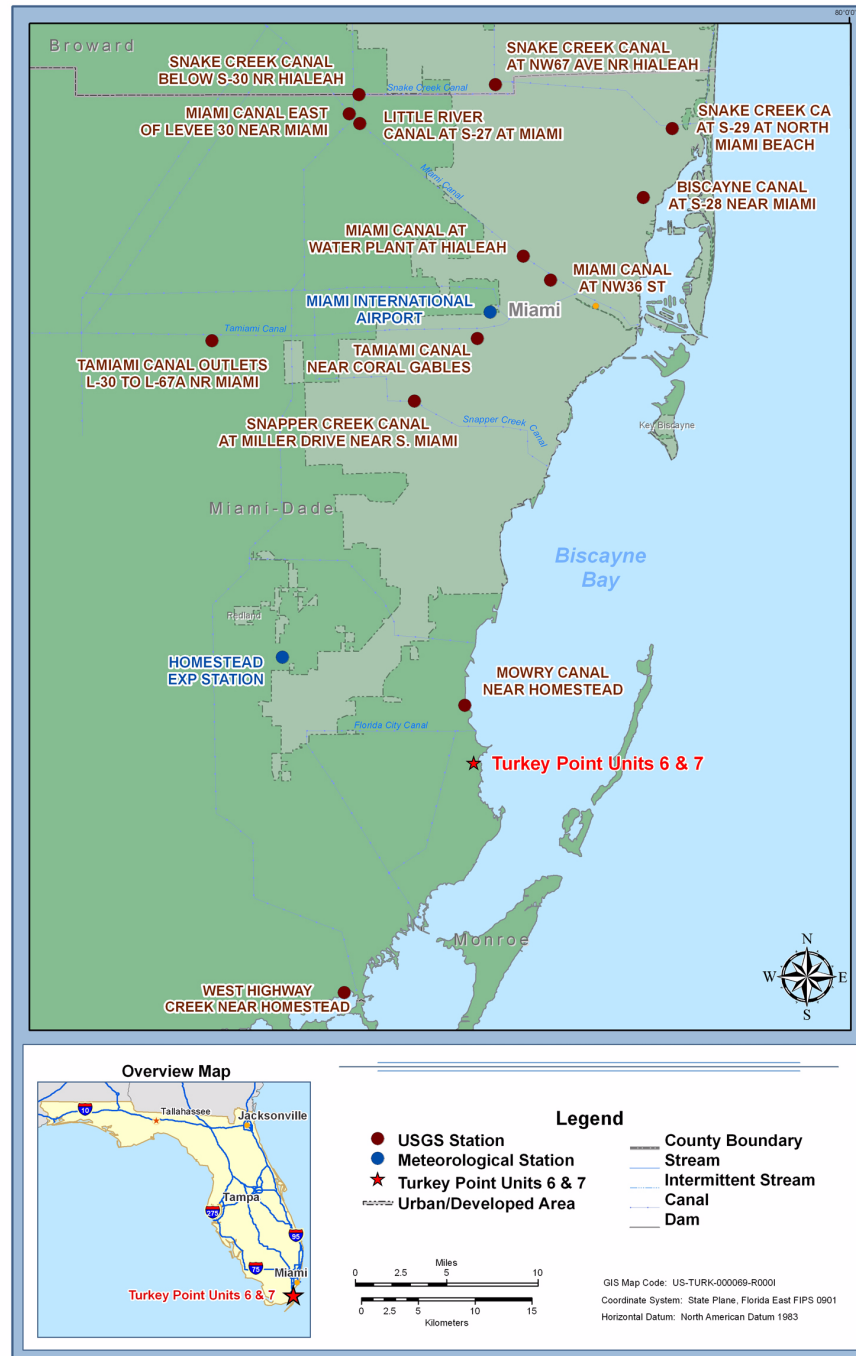 80°0'0
Broward
SNAKE CREEK CANAL
BELOW S-30 NR HIALEAH
SNAKE CREEK CANAL
AT NW67 AVE NR HIALEAH
Snake Creek Canal
MIAMI CANAL EAST
OF LEVEE 30 NEAR MIAMI
LITTLE RIVER
CANAL AT S-27 AT MIAMI
SNAKE CREEK CA
AT S-29 AT NORTH
MIAMI BEACH
Miami Canal
BISCAYNE CANAL
AT S-28 NEAR MIAMI
MIAMI CANAL AT
WATER PLANT AT HIALEAH
MIAMI CANAL
AT NW36 ST
MIAMI INTERNATIONAL
AIRPORT
Miami
Tamiami Canal
TAMIAMI CANAL OUTLETS
L-30 TO L-67A NR MIAMI
TAMIAMI CANAL
NEAR CORAL GABLES
SNAPPER CREEK CANAL
AT MILLER DRIVE NEAR S. MIAMI
Snapper Creek Canal
Key Biscayne
Miami-Dade
Biscayne
Bay
Redland
HOMESTEAD
EXP STATION
MOWRY CANAL
NEAR HOMESTEAD
Florida City Canal
Turkey Point Units 6 & 7
Monroe
WEST HIGHWAY
CREEK NEAR HOMESTEAD
N
W
E
S
Overview Map
10
Tallahassee
Jacksonville
Tampa
275
95
75
Miami
Turkey Point Units 6 & 7
Legend
USGS Station
Meteorological Station
Turkey Point Units 6 & 7
Urban/Developed Area
County Boundary
Stream
Intermittent Stream
Canal
Dam
Miles
0 2.5 5 10
0 2.5 5 10 15
Kilometers
GIS Map Code: US-TURK-000069-R000I
Coordinate System: State Plane, Florida East FIPS 0901
Horizontal Datum: North American Datum 1983